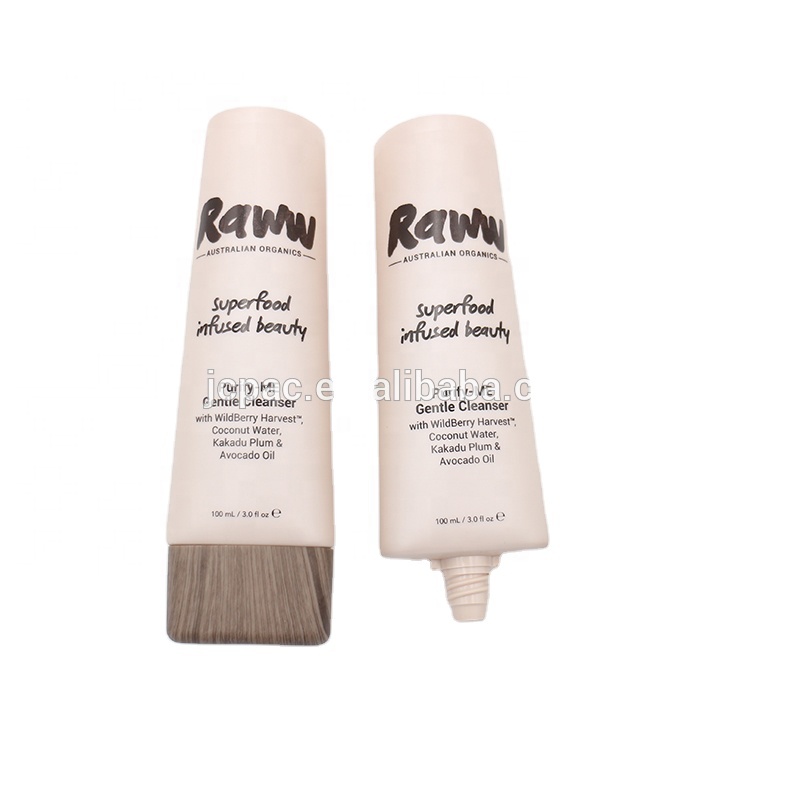 Raww
AUSTRALIAN ORGANICS
superfood
infused beauty
Gentle Cleanser
with WildBerry Harvest™,
Coconut Water,
Kakadu Plum &
Avocado Oil
100 mL / 3.0 fl oz ℮
Raww
AUSTRALIAN ORGANICS
superfood
infused beauty
Gentle Cleanser
with WildBerry Harvest™,
Coconut Water,
Kakadu Plum &
Avocado Oil
100 mL / 3.0 fl oz ℮